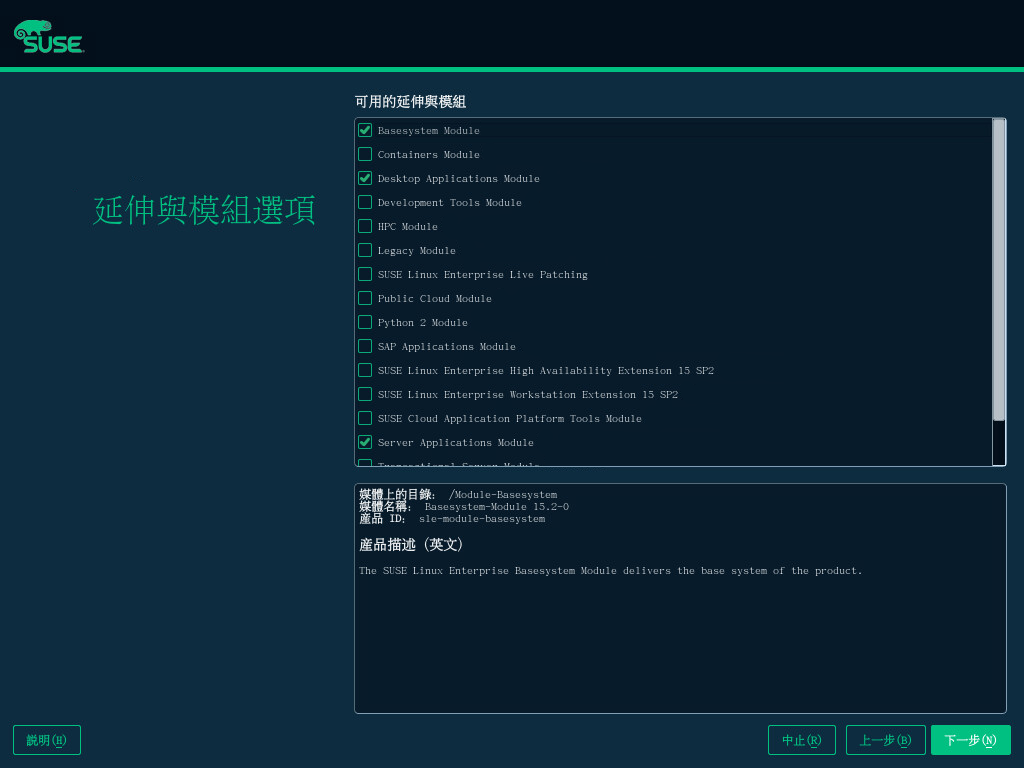 SUSE
可用的延伸與模組
延伸與模組選項
Basesystem Module
Containers Module
Desktop Applications Module
Development Tools Module
HPC Module
Legacy Module
SUSE Linux Enterprise Live Patching
Public Cloud Module
Python 2 Module
SAP Applications Module
SUSE Linux Enterprise High Availability Extension 15 SP2
SUSE Linux Enterprise Workstation Extension 15 SP2
SUSE Cloud Application Platform Tools Module
Server Applications Module
Transactional Server Module
媒體上的目錄： /Module-Basesystem
媒體名稱： Basesystem-Module 15.2-0
產品 ID： sle-module-basesystem
產品描述（英文）
The SUSE Linux Enterprise Basesystem Module delivers the base system of the product.
說明(H)
中止(R)
上一步(B)
下一步(N)